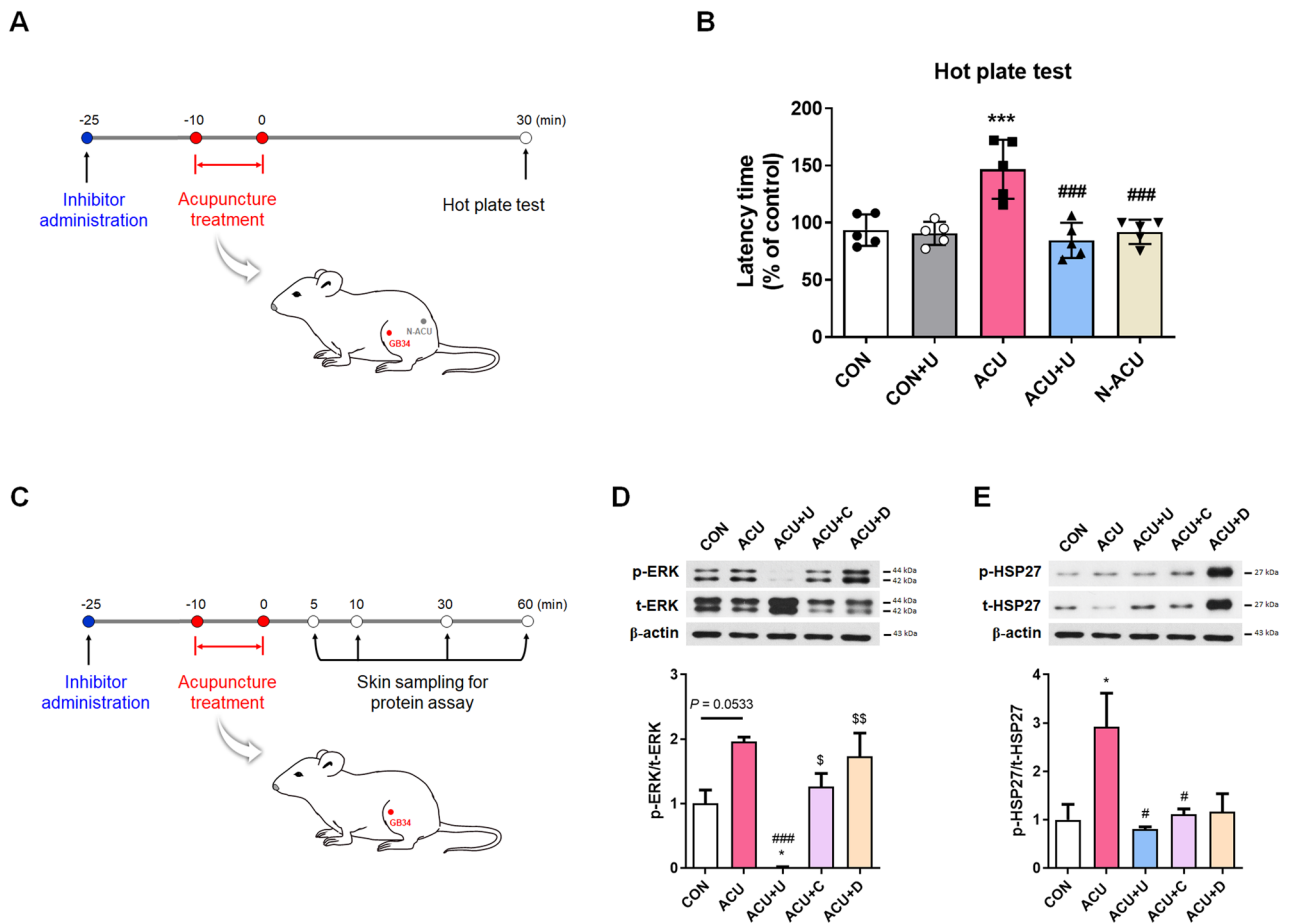 A
-25
-10
0
30 (min)
Inhibitor
administration
Acupuncture
treatment
Hot plate test
N-ACU
GB34
B
Hot plate test
Latency time
(% of control)
200
150
100
50
0
***
###
###
CON
CON+U
ACU
ACU+U
N-ACU
C
-25
-10
0
5
10
30
60 (min)
Inhibitor
administration
Acupuncture
treatment
Skin sampling for
protein assay
GB34
D
CON
ACU
ACU+U
ACU+C
ACU+D
p-ERK
44 kDa
42 kDa
t-ERK
44 kDa
42 kDa
β-actin
43 kDa
p-ERK/t-ERK
3
2
1
0
P = 0.0533
###
*
$
$$
CON
ACU
ACU+U
ACU+C
ACU+D
E
CON
ACU
ACU+U
ACU+C
ACU+D
p-HSP27
27 kDa
t-HSP27
27 kDa
β-actin
43 kDa
p-HSP27/t-HSP27
4
3
2
1
0
*
#
#
CON
ACU
ACU+U
ACU+C
ACU+D